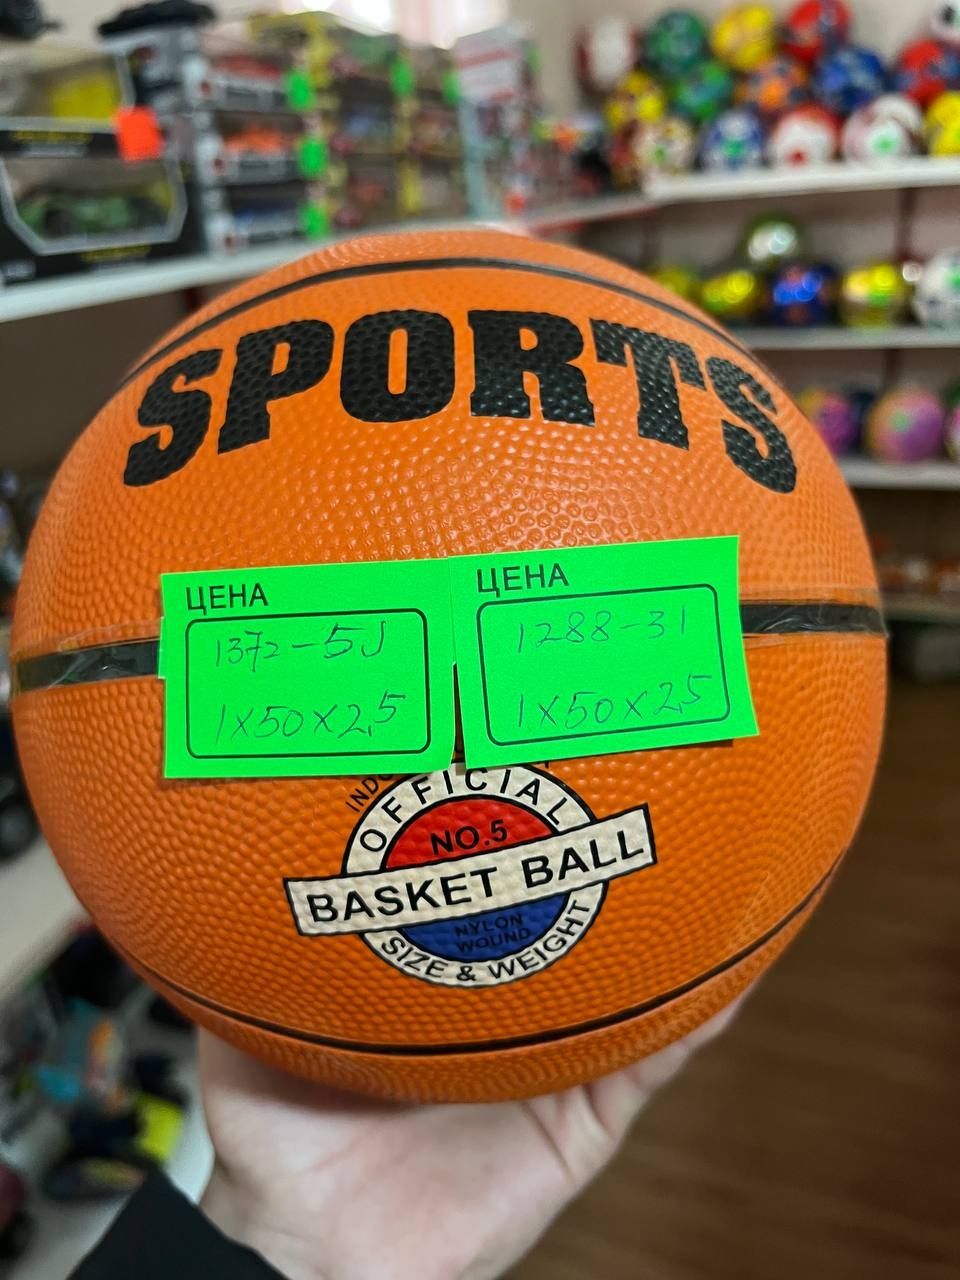 SPORTS
ЦЕНА
1372-5J
1x50x2,5
ЦЕНА
1288-31
1x50x2,5
OFFICIAL
NO.5
BASKET BALL
NYLON
WOUND
SIZE & WEIGHT